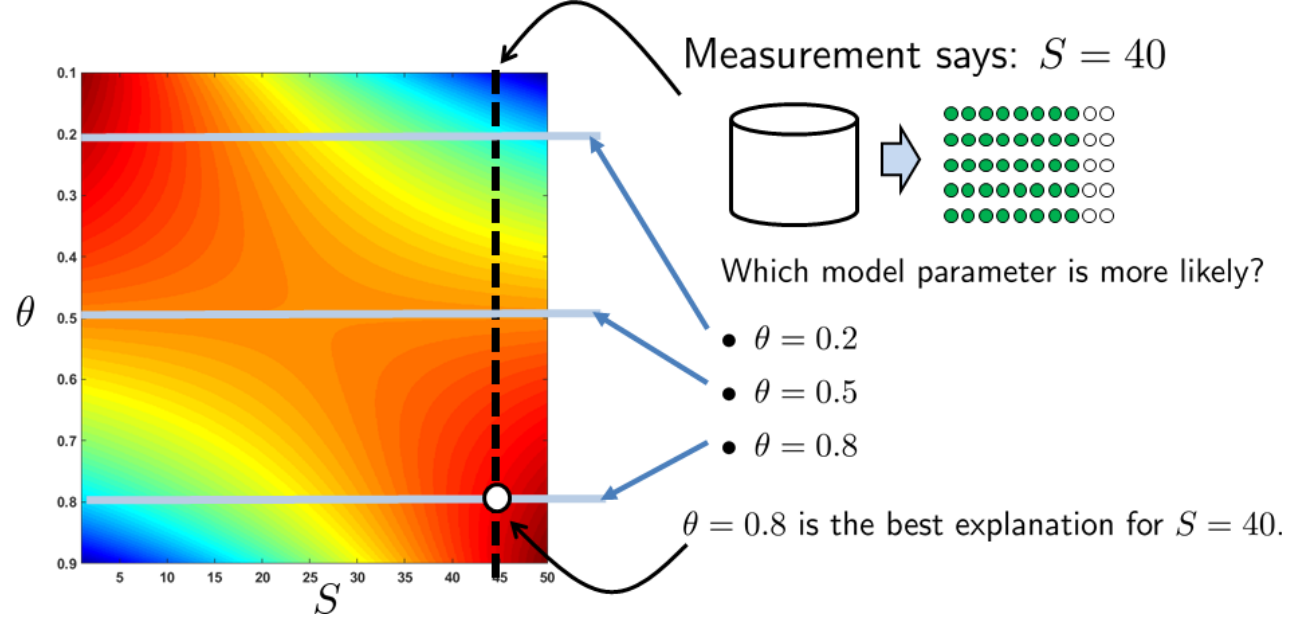 Measurement says: S = 40
0.1
0.2
0.3
0.4
0.5
0.6
0.7
0.8
0.9
θ
5 10 15 20 25 30 35 40 45 50
S
Which model parameter is more likely?
• θ = 0.2
• θ = 0.5
• θ = 0.8
θ = 0.8 is the best explanation for S = 40.